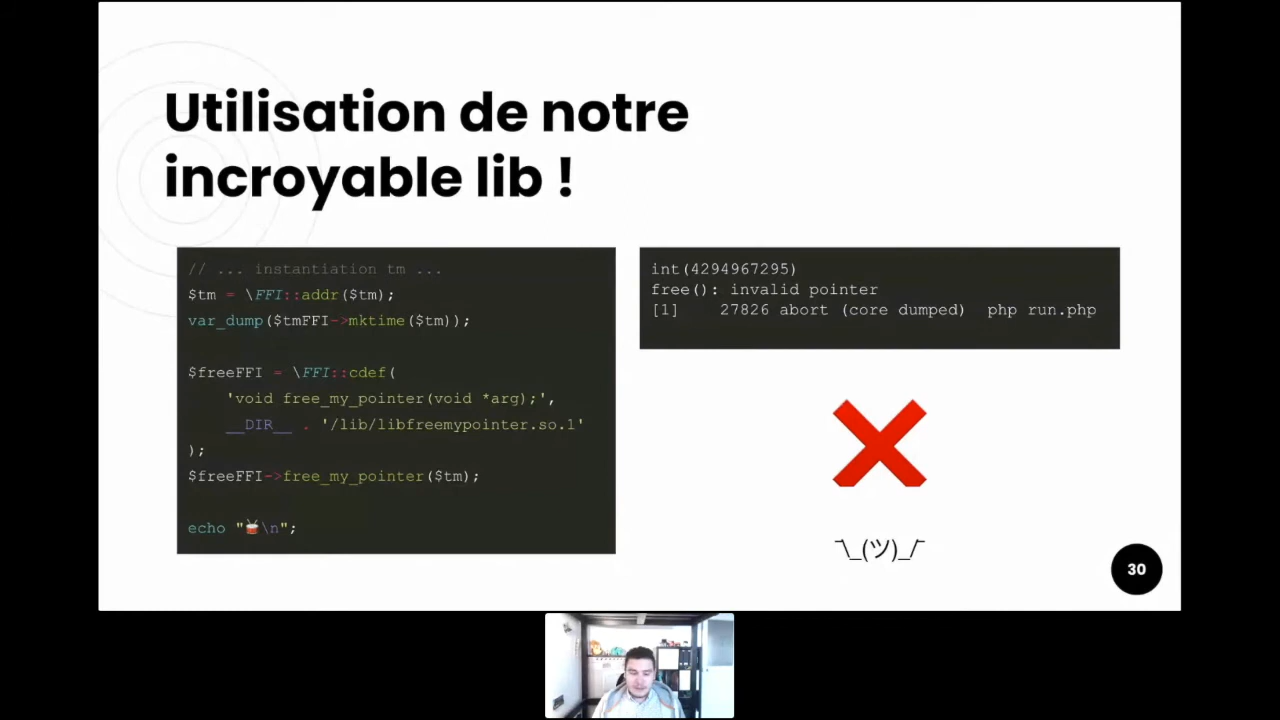 Utilisation de notre
incroyable lib !
// ... instantiation tm ...
$tm = \FFI::addr($tm);
var_dump($tmFFI->mktime($tm));
$freeFFI = \FFI::cdef(
'void free_my_pointer(void *arg);',
__DIR__ . '/lib/libfreemypointer.so.1'
);
$freeFFI->free_my_pointer($tm);
echo "🥁\n";
int(4294967295)
free(): invalid pointer
[1]    27826 abort (core dumped)  php run.php
¯\_(ツ)_/¯
30